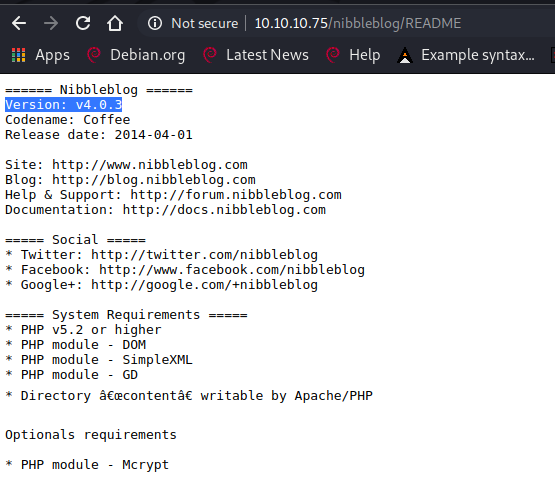 Not secure | 10.10.10.75/nibbleblog/README
Apps Debian.org Latest News Help Example syntax...
====== Nibbleblog ======
Version: v4.0.3
Codename: Coffee
Release date: 2014-04-01
Site: http://www.nibbleblog.com
Blog: http://blog.nibbleblog.com
Help & Support: http://forum.nibbleblog.com
Documentation: http://docs.nibbleblog.com
===== Social =====
* Twitter: http://twitter.com/nibbleblog
* Facebook: http://www.facebook.com/nibbleblog
* Google+: http://google.com/+nibbleblog
===== System Requirements =====
* PHP v5.2 or higher
* PHP module - DOM
* PHP module - SimpleXML
* PHP module - GD
* Directory â€œcontentâ€ writable by Apache/PHP
Optionals requirements
* PHP module - Mcrypt